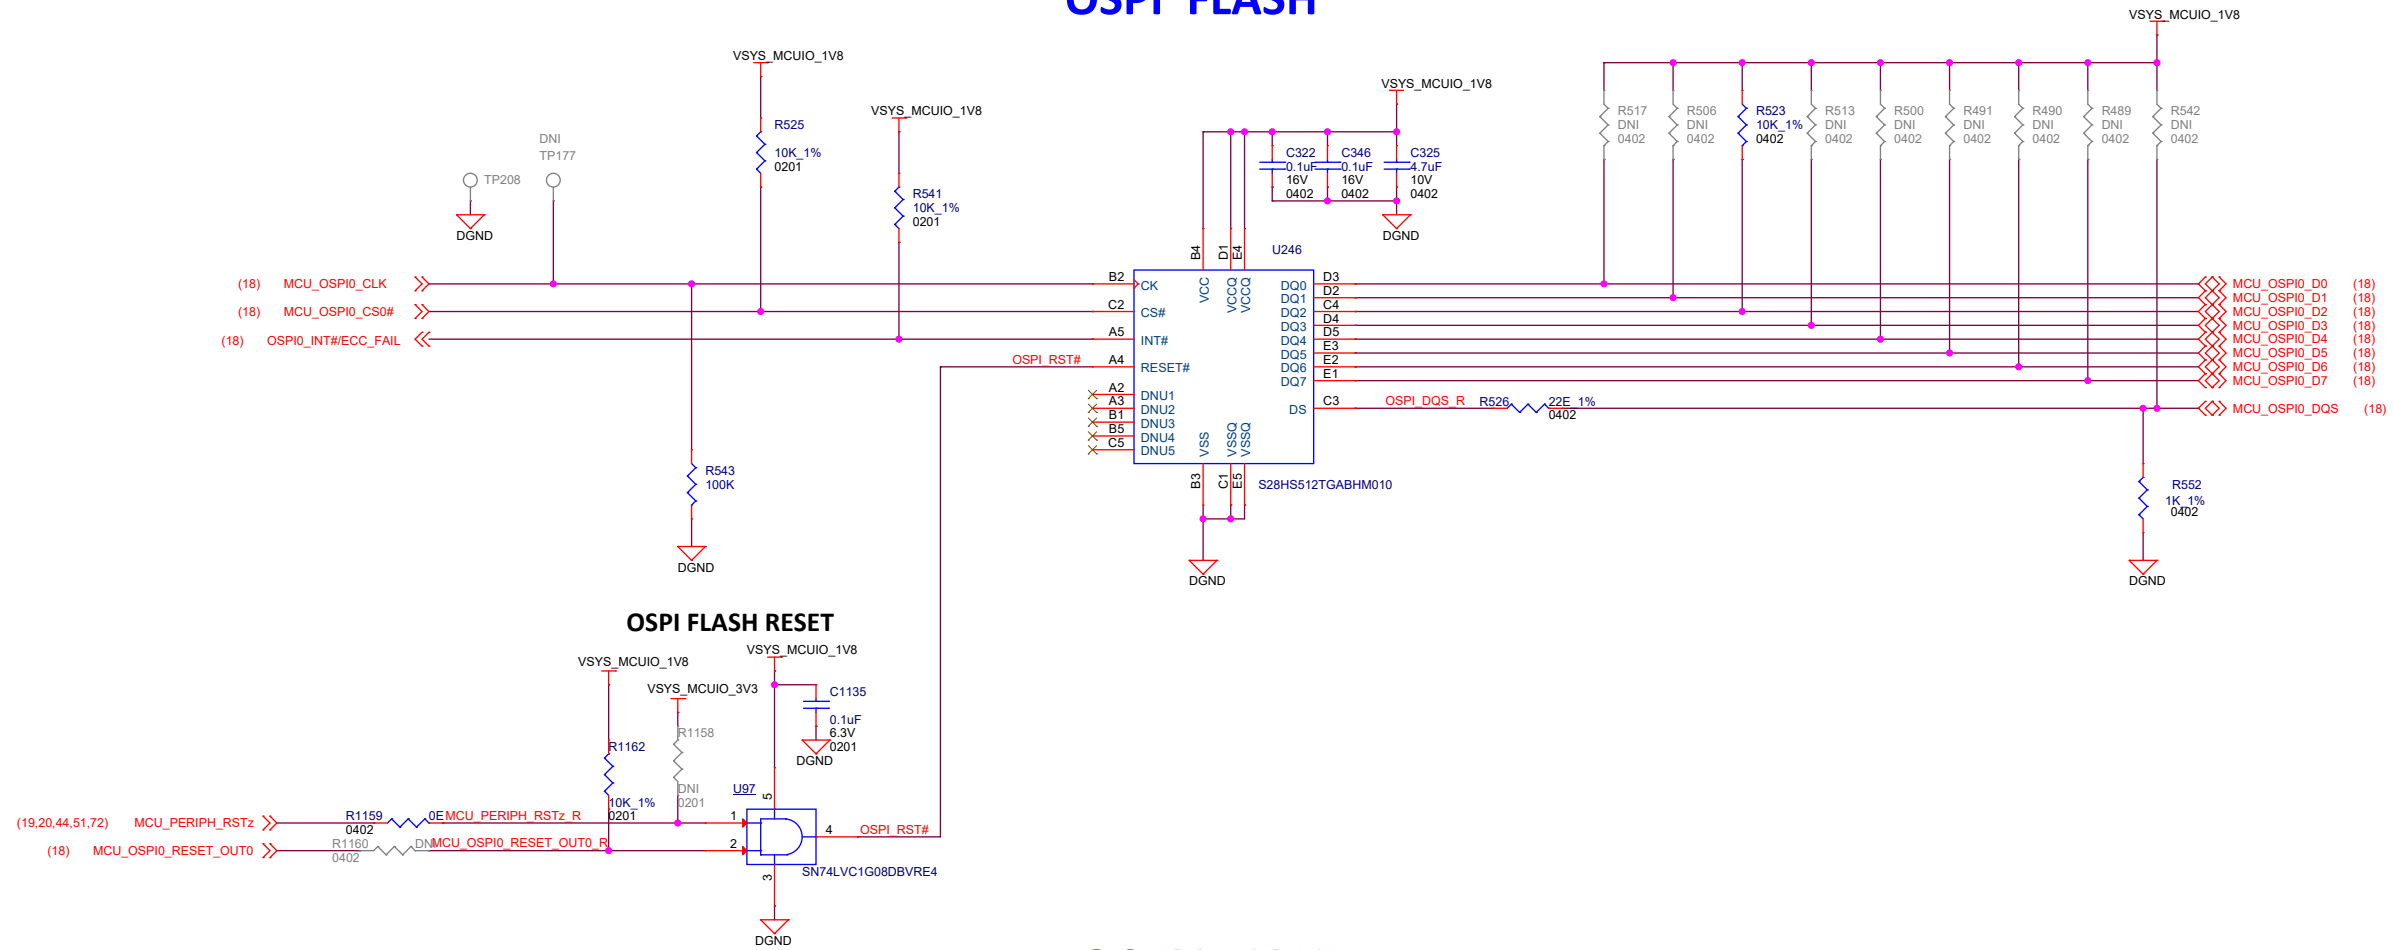 OSPI FLASH
VSYS_MCUIO_1V8
VSYS_MCUIO_1V8
VSYS_MCUIO_1V8
VSYS_MCUIO_1V8
R525
10K_1%
0201
R541
10K_1%
0201
DNI
TP177
TP208
DGND
C322
0.1uF
16V
0402
C346
0.1uF
16V
0402
C325
4.7uF
10V
0402
DGND
R517
DNI
0402
R506
DNI
0402
R523
10K_1%
0402
R513
DNI
0402
R500
DNI
0402
R491
DNI
0402
R490
DNI
0402
R489
DNI
0402
R542
DNI
0402
U246
B4
D1
E4
(18) MCU_OSPI0_CLK
(18) MCU_OSPI0_CS0#
(18) OSPI0_INT#/ECC_FAIL
OSPI_RST#
B2 CK
C2 CS#
A5 INT#
A4 RESET#
A2 DNU1
A3 DNU2
B1 DNU3
B5 DNU4
C5 DNU5
VCC
VCCQ
VCCQ
DQ0 D3
DQ1 D2
DQ2 C4
DQ3 D4
DQ4 D5
DQ5 E3
DQ6 E2
DQ7 E1
DS C3
VSS
VSSQ
VSSQ
B3
C1
E5
S28HS512TGABHM010
DGND
OSPI_DQS_R
R526
22E_1%
0402
MCU_OSPI0_D0 (18)
MCU_OSPI0_D1 (18)
MCU_OSPI0_D2 (18)
MCU_OSPI0_D3 (18)
MCU_OSPI0_D4 (18)
MCU_OSPI0_D5 (18)
MCU_OSPI0_D6 (18)
MCU_OSPI0_D7 (18)
MCU_OSPI0_DQS (18)
R543
100K
DGND
R552
1K_1%
0402
DGND
OSPI FLASH RESET
VSYS_MCUIO_1V8
VSYS_MCUIO_1V8
VSYS_MCUIO_3V3
C1135
0.1uF
6.3V
0201
DGND
R1158
DNI
0201
R1162
10K_1%
0201
U97
5
(19,20,44,51,72) MCU_PERIPH_RSTz
R1159
0402
0E
MCU_PERIPH_RSTz_R
1
(18) MCU_OSPI0_RESET_OUT0
R1160
0402
MCU_OSPI0_RESET_OUT0_R
2
4
OSPI_RST#
3
SN74LVC1G08DBVRE4
DGND